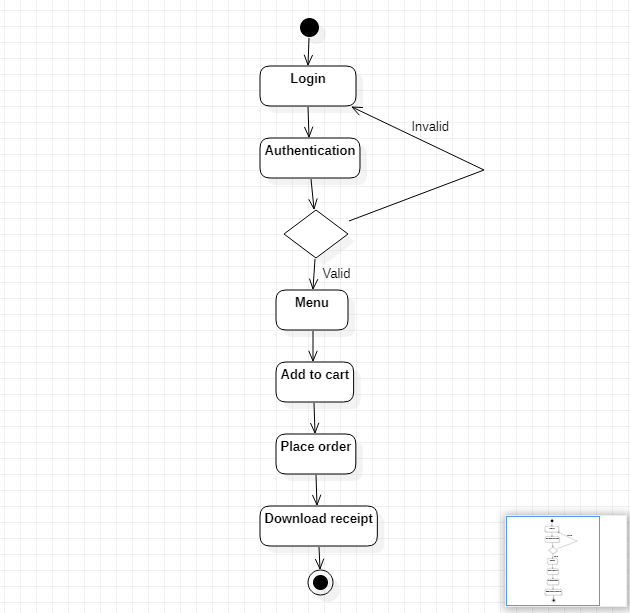 Login
Invalid
Authentication
Valid
Menu
Add to cart
Place order
Download receipt